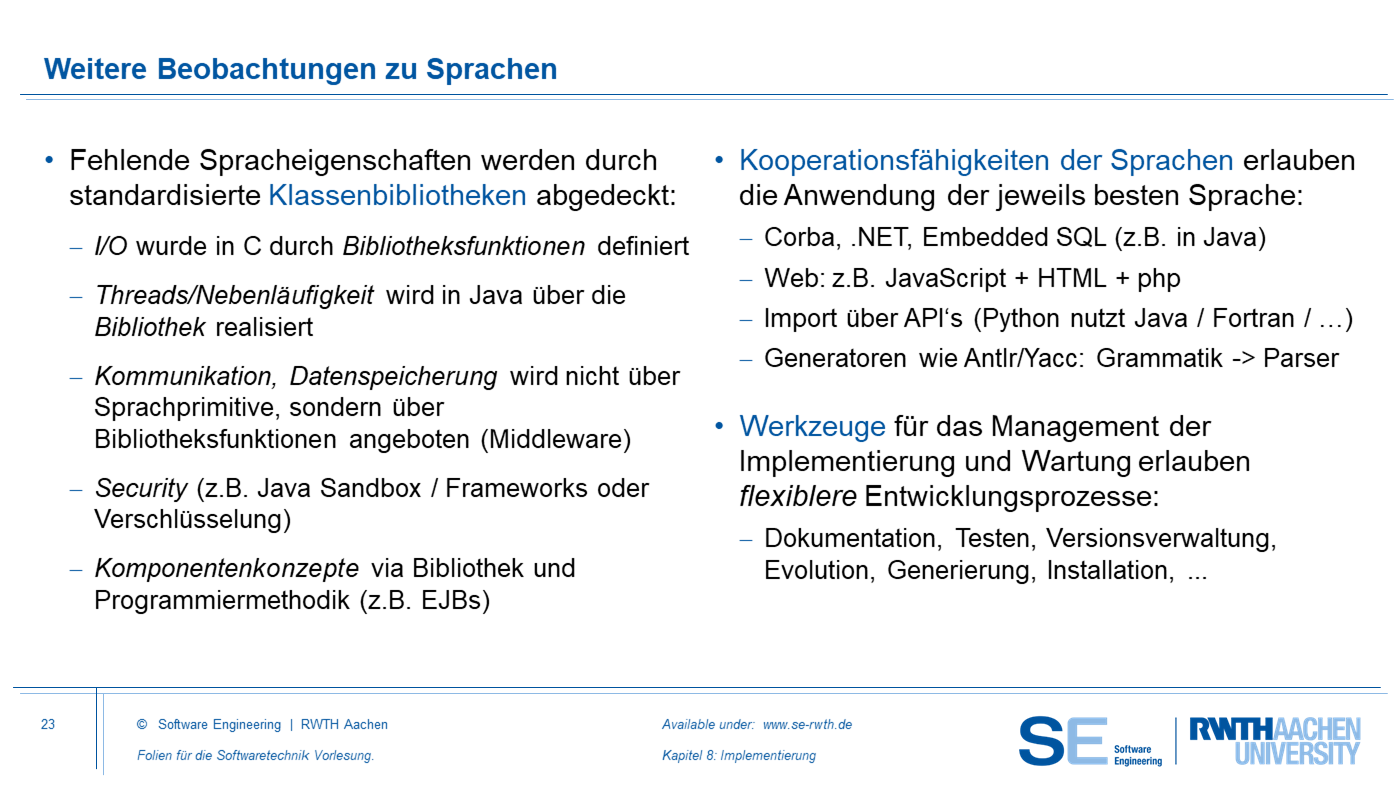 Weitere Beobachtungen zu Sprachen
• Fehlende Spracheigenschaften werden durch
standardisierte Klassenbibliotheken abgedeckt:
– I/O wurde in C durch Bibliotheksfunktionen definiert
– Threads/Nebenläufigkeit wird in Java über die
Bibliothek realisiert
– Kommunikation, Datenspeicherung wird nicht über
Sprachprimitive, sondern über
Bibliotheksfunktionen angeboten (Middleware)
– Security (z.B. Java Sandbox / Frameworks oder
Verschlüsselung)
– Komponentenkonzepte via Bibliothek und
Programmiermethodik (z.B. EJBs)
• Kooperationsfähigkeiten der Sprachen erlauben
die Anwendung der jeweils besten Sprache:
– Corba, .NET, Embedded SQL (z.B. in Java)
– Web: z.B. JavaScript + HTML + php
– Import über API‘s (Python nutzt Java / Fortran / …)
– Generatoren wie Antlr/Yacc: Grammatik -> Parser
• Werkzeuge für das Management der
Implementierung und Wartung erlauben
flexiblere Entwicklungsprozesse:
– Dokumentation, Testen, Versionsverwaltung,
Evolution, Generierung, Installation, ...
23
© Software Engineering | RWTH Aachen
Folien für die Softwaretechnik Vorlesung.
Available under: www.se-rwth.de
Kapitel 8: Implementierung
SE Software
Engineering
RWTHAACHEN
UNIVERSITY